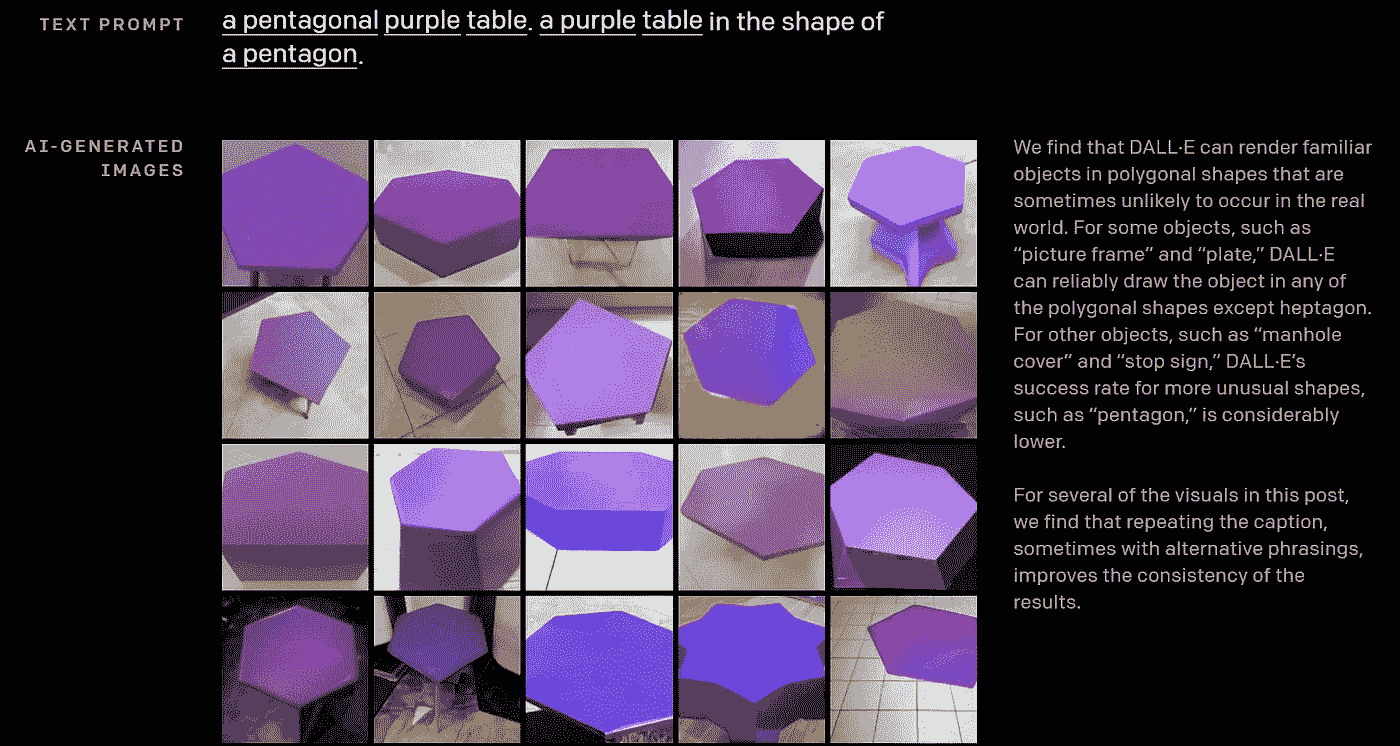 TEXT PROMPT
a pentagonal purple table. a purple table in the shape of
a pentagon.
AI-GENERATED
IMAGES
We find that DALL·E can render familiar
objects in polygonal shapes that are
sometimes unlikely to occur in the real
world. For some objects, such as
“picture frame” and “plate,” DALL·E
can reliably draw the object in any of
the polygonal shapes except heptagon.
For other objects, such as “manhole
cover” and “stop sign,” DALL·E’s
success rate for more unusual shapes,
such as “pentagon,” is considerably
lower.
For several of the visuals in this post,
we find that repeating the caption,
sometimes with alternative phrasings,
improves the consistency of the
results.